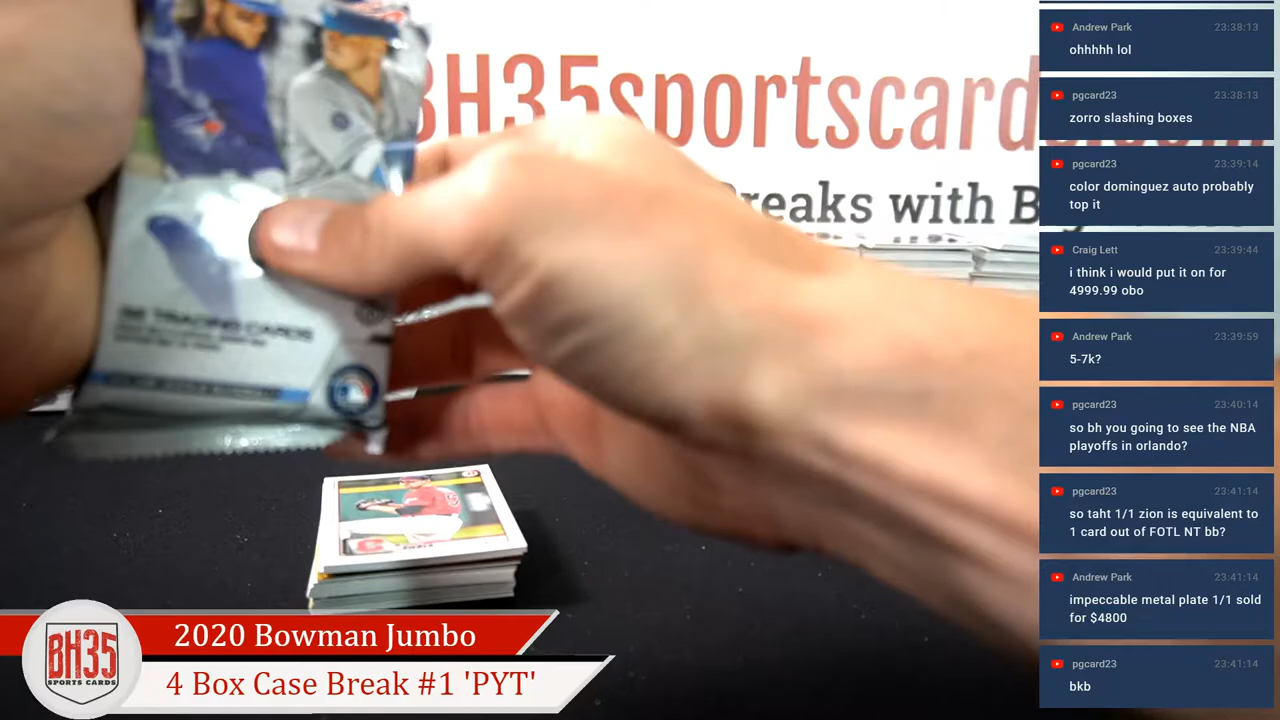 BH35sportscard
Breaks with B
TRADING CARDS
BH35
SPORTS CARDS
2020 Bowman Jumbo
4 Box Case Break #1 'PYT'
Andrew Park 23:38:13
ohhhhh lol
pgcard23 23:38:13
zorro slashing boxes
pgcard23 23:39:14
color dominguez auto probably
top it
Craig Lett 23:39:44
i think i would put it on for
4999.99 obo
Andrew Park 23:39:59
5-7k?
pgcard23 23:40:14
so bh you going to see the NBA
playoffs in orlando?
pgcard23 23:41:14
so taht 1/1 zion is equivalent to
1 card out of FOTL NT bb?
Andrew Park 23:41:14
impeccable metal plate 1/1 sold
for $4800
pgcard23 23:41:14
bkb